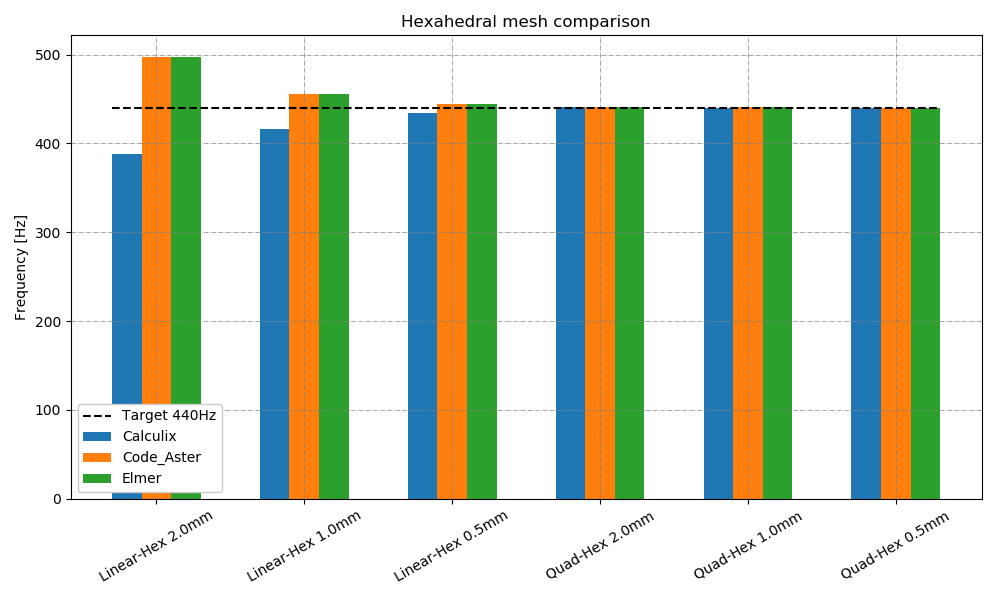 Hexahedral mesh comparison
Frequency [Hz]
500
400
300
200
100
0
Target 440Hz
Calculix
Code_Aster
Elmer
Linear-Hex 2.0mm
Linear-Hex 1.0mm
Linear-Hex 0.5mm
Quad-Hex 2.0mm
Quad-Hex 1.0mm
Quad-Hex 0.5mm